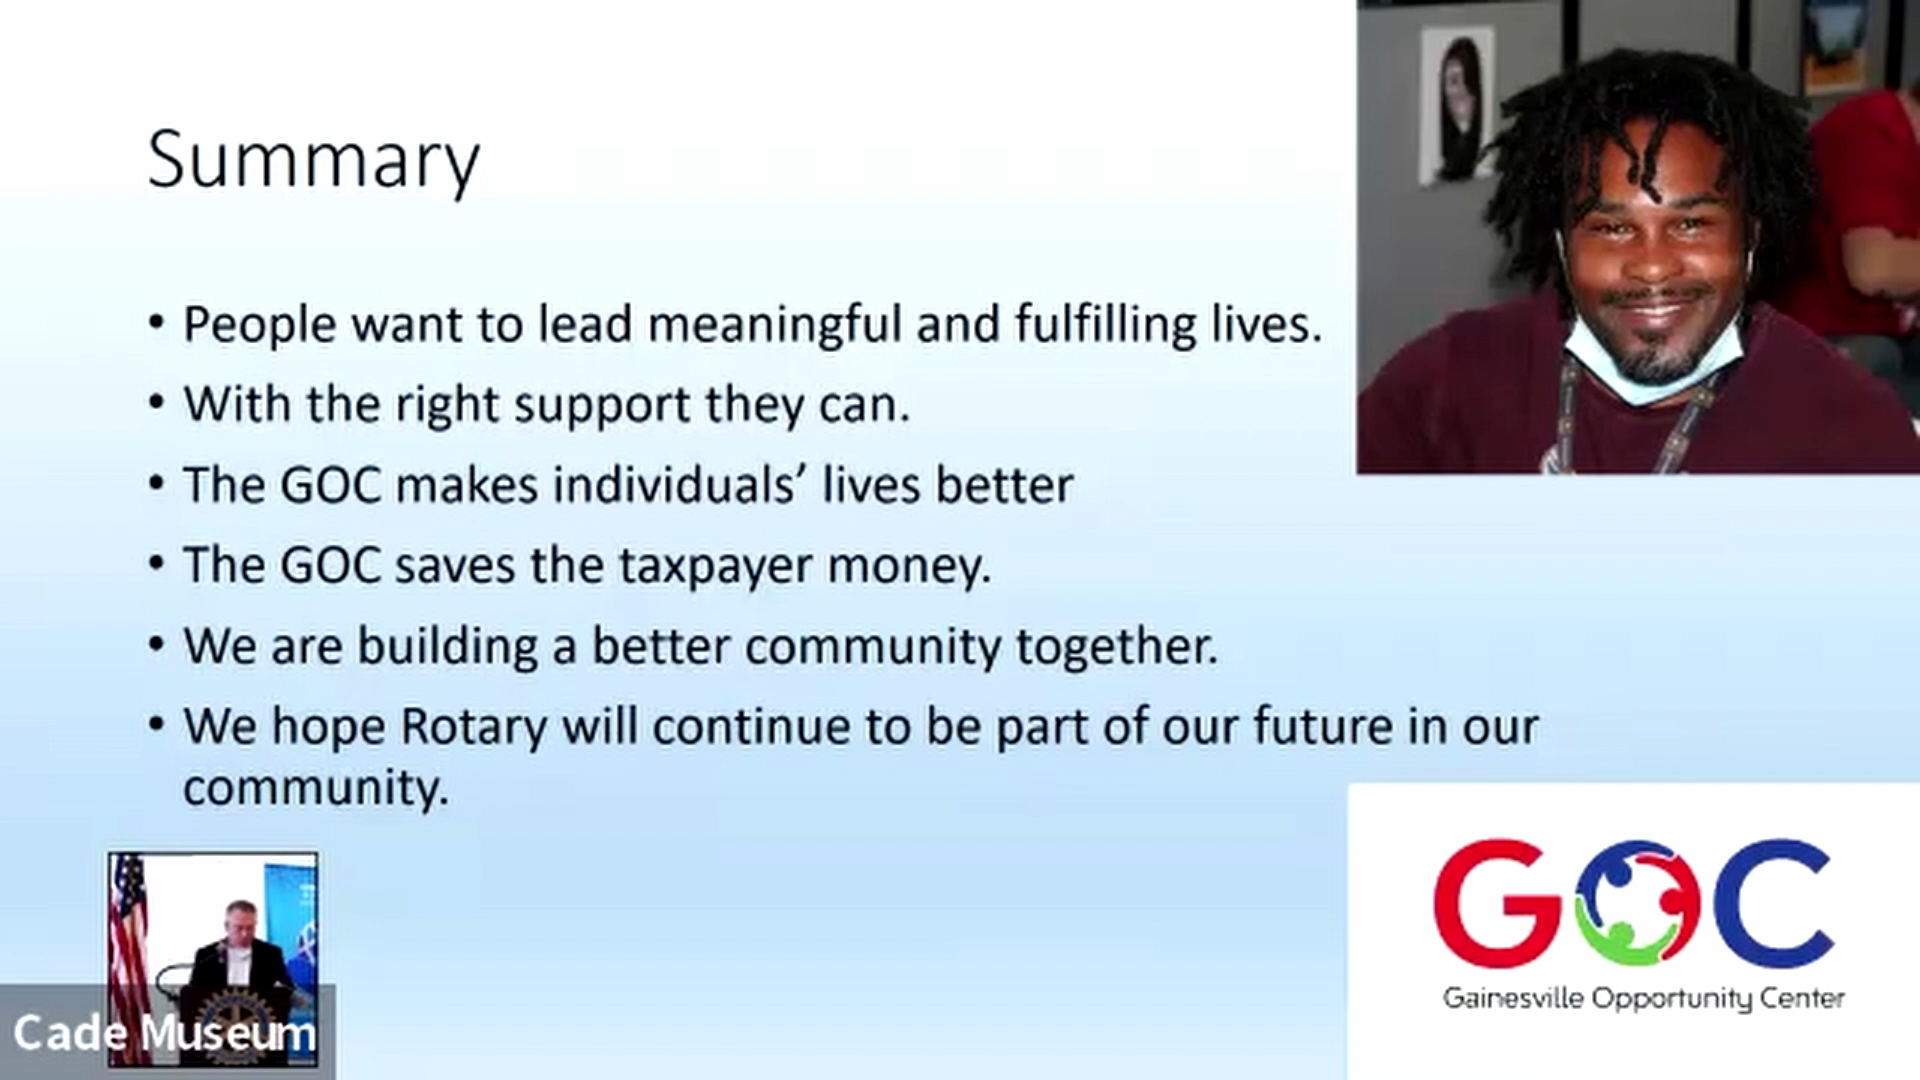 Summary
• People want to lead meaningful and fulfilling lives.
• With the right support they can.
• The GOC makes individuals’ lives better
• The GOC saves the taxpayer money.
• We are building a better community together.
• We hope Rotary will continue to be part of our future in our
community.
GOC
Gainesville Opportunity Center
Cade Museum